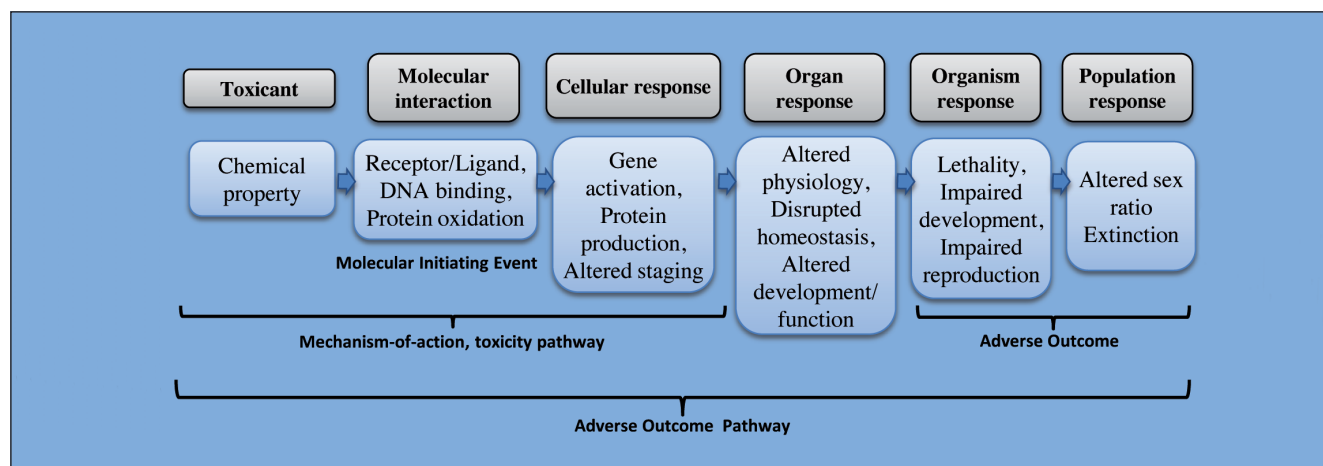 Toxicant
Molecular
interaction
Cellular response
Organ
response
Organism
response
Population
response
Chemical
property
Receptor/Ligand,
DNA binding,
Protein oxidation
Molecular Initiating Event
Gene
activation,
Protein
production,
Altered staging
Altered
physiology,
Disrupted
homeostasis,
Altered
development/
function
Lethality,
Impaired
development,
Impaired
reproduction
Altered sex
ratio
Extinction
Mechanism-of-action, toxicity pathway
Adverse Outcome
Adverse Outcome Pathway